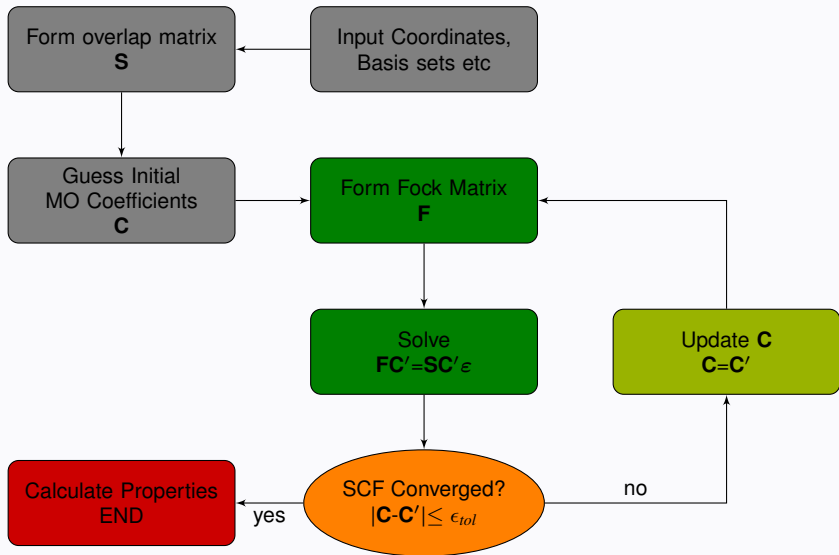 Form overlap matrix
S
Input Coordinates,
Basis sets etc
Guess Initial
MO Coefficients
C
Form Fock Matrix
F
Solve
FC′=SC′ε
Update C
C=C′
Calculate Properties
END
yes
SCF Converged?
|C-C′|≤ ϵtol
no